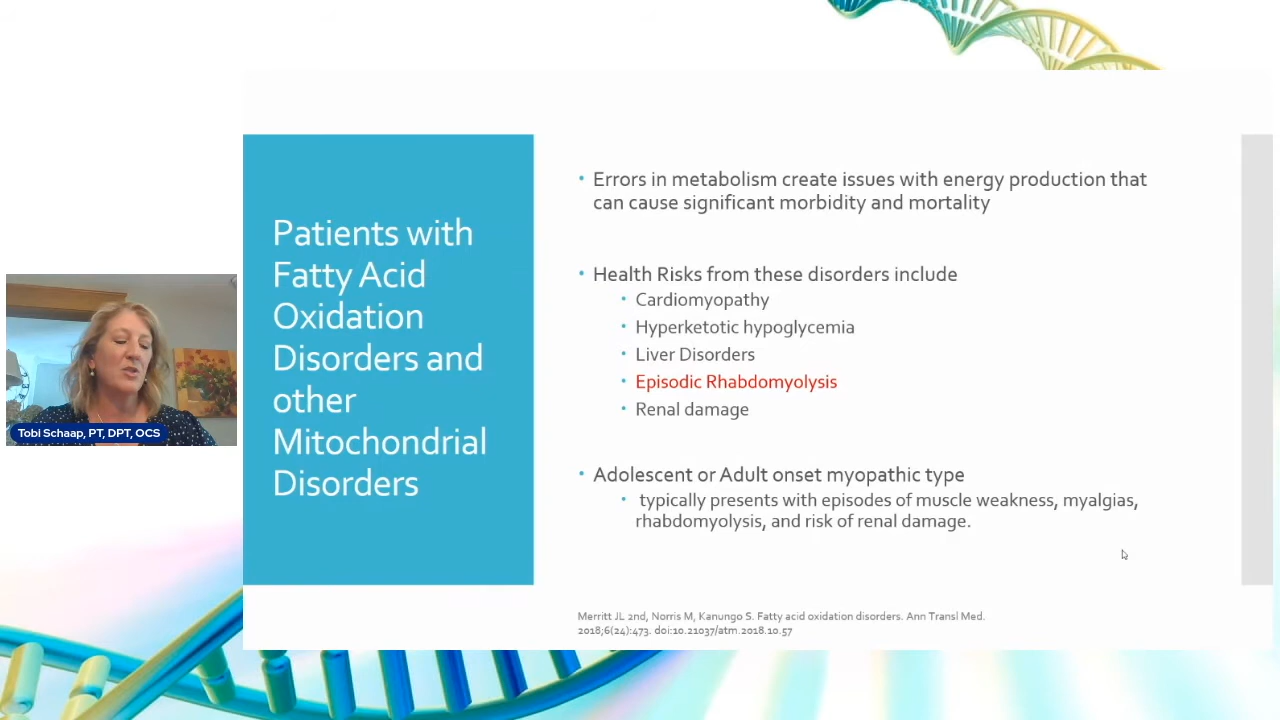 Patients with
Fatty Acid
Oxidation
Disorders and
other
Mitochondrial
Disorders
• Errors in metabolism create issues with energy production that
can cause significant morbidity and mortality
• Health Risks from these disorders include
• Cardiomyopathy
• Hyperketotic hypoglycemia
• Liver Disorders
• Episodic Rhabdomyolysis
• Renal damage
• Adolescent or Adult onset myopathic type
• typically presents with episodes of muscle weakness, myalgias,
rhabdomyolysis, and risk of renal damage.
Merritt JL 2nd, Norris M, Kanungo S. Fatty acid oxidation disorders. Ann Transl Med.
2018;6(24):473. doi:10.21037/atm.2018.10.57
Tobi Schaap, PT, DPT, OCS